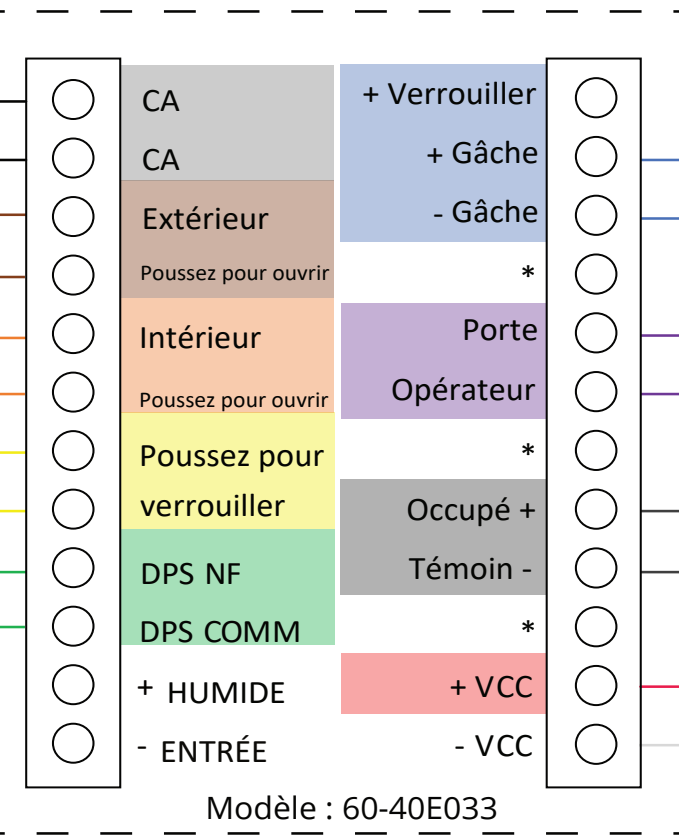 CA
CA
Extérieur
Poussez pour ouvrir
Intérieur
Poussez pour ouvrir
Poussez pour
verrouiller
DPS NF
DPS COMM
+ HUMIDE
- ENTRÉE
+ Verrouiller
+ Gâche
- Gâche
*
Porte
Opérateur
*
Occupé +
Témoin -
*
+ VCC
- VCC
Modèle : 60-40E033